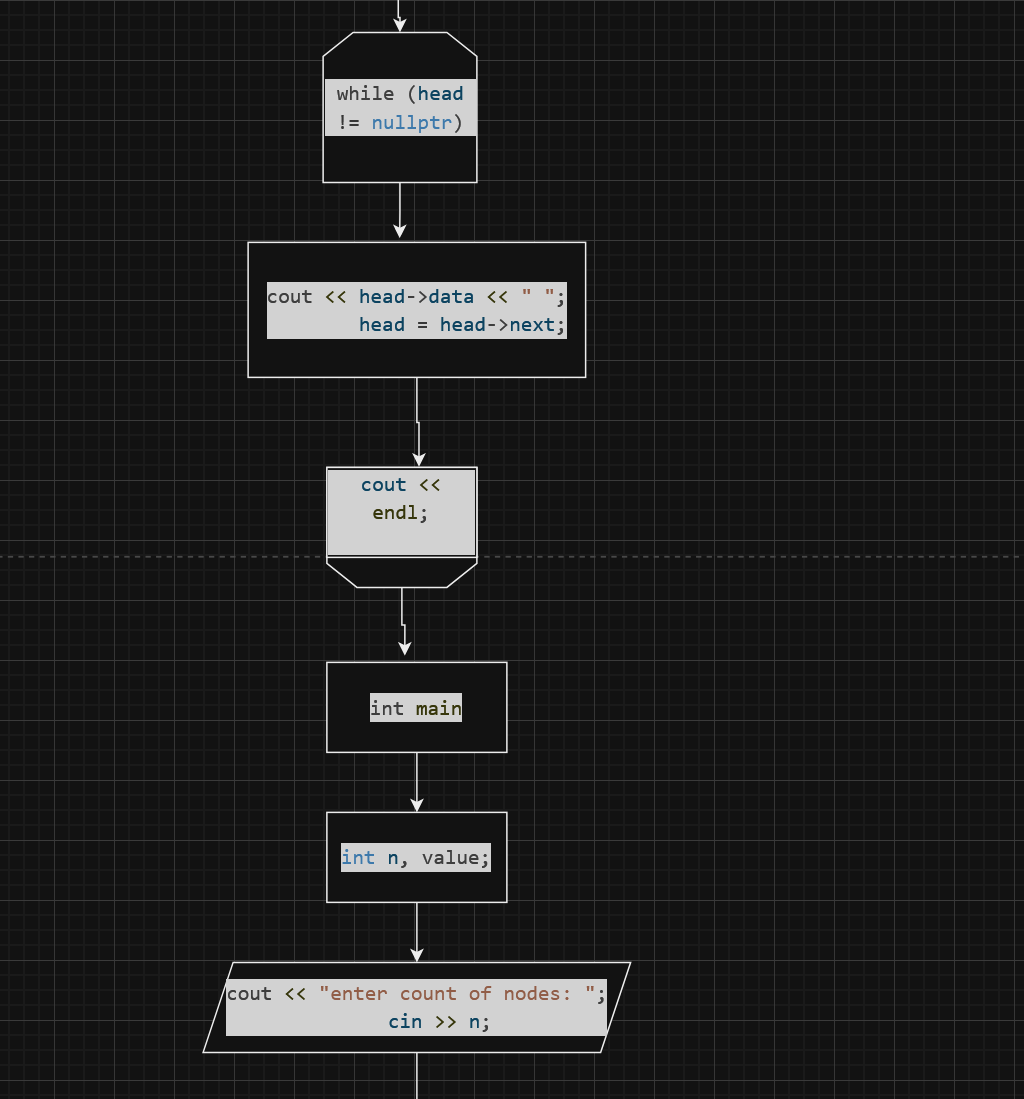 while (head
!= nullptr)
cout << head->data << " ";
head = head->next;
cout <<
endl;
int main
int n, value;
cout << "enter count of nodes: ";
cin >> n;